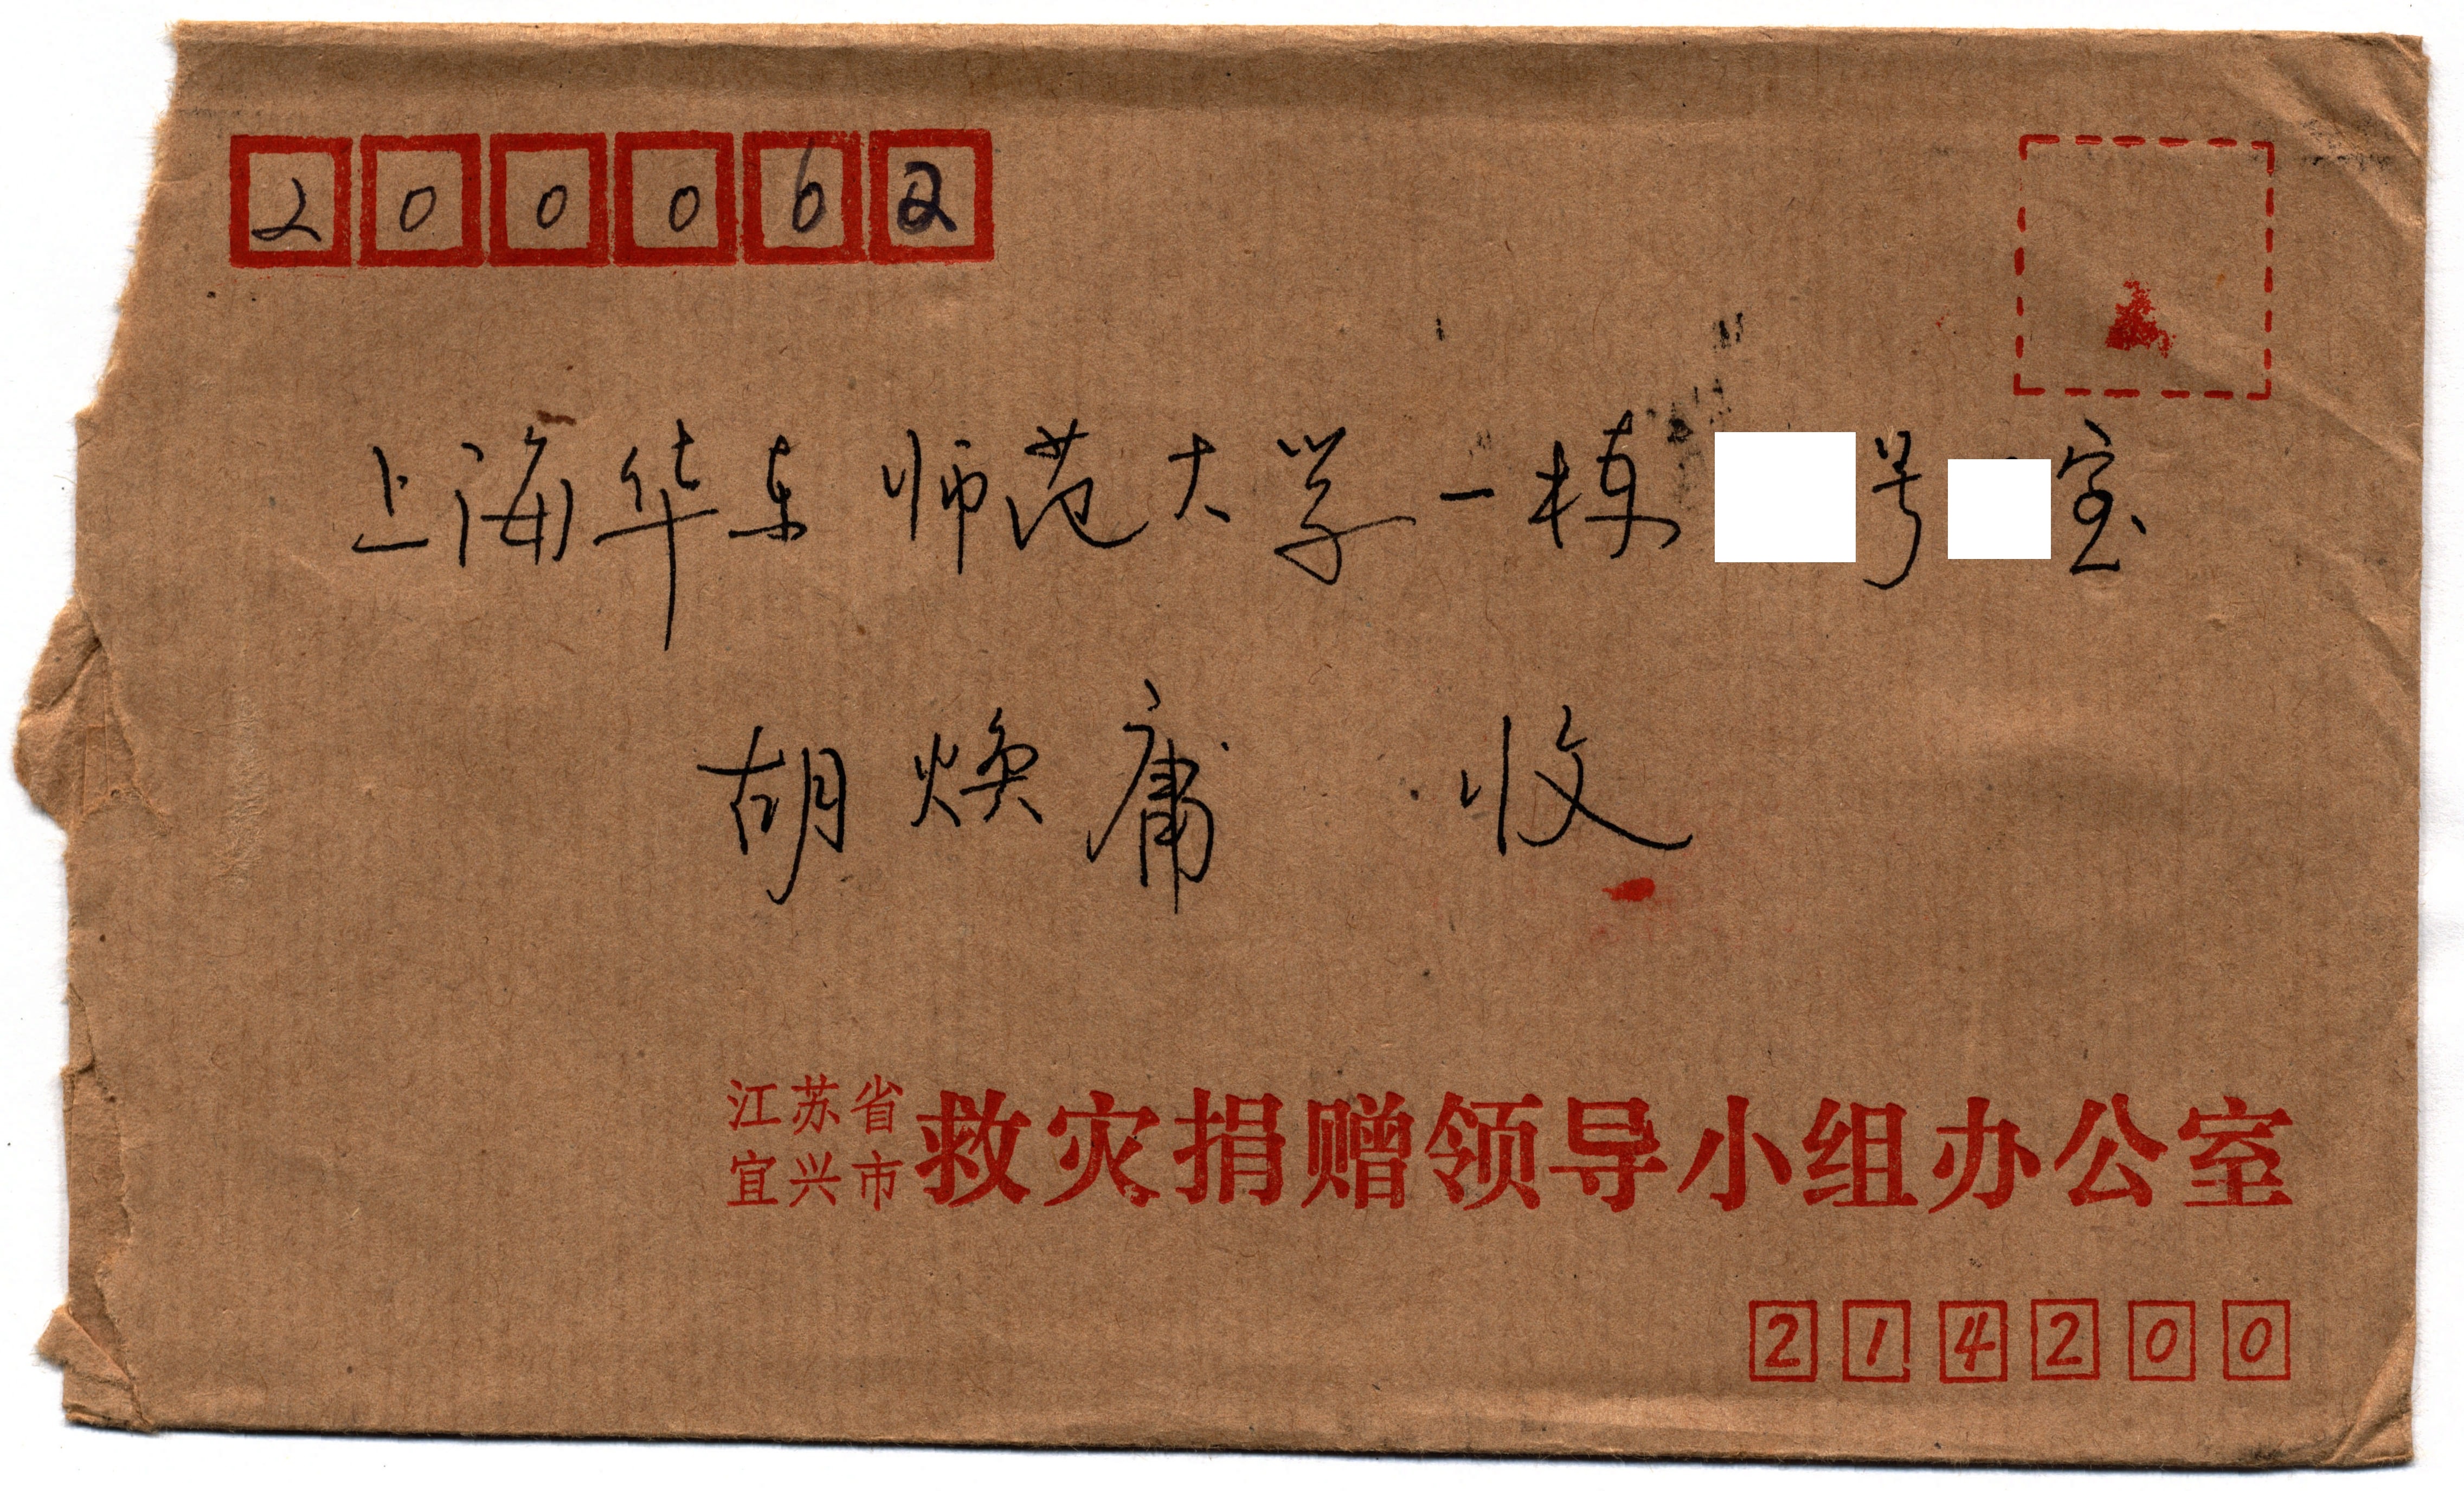 200062
上海华东师范大学一栋 号 室
胡焕庸 收
江苏省
宜兴市
救灾捐赠领导小组办公室
214200